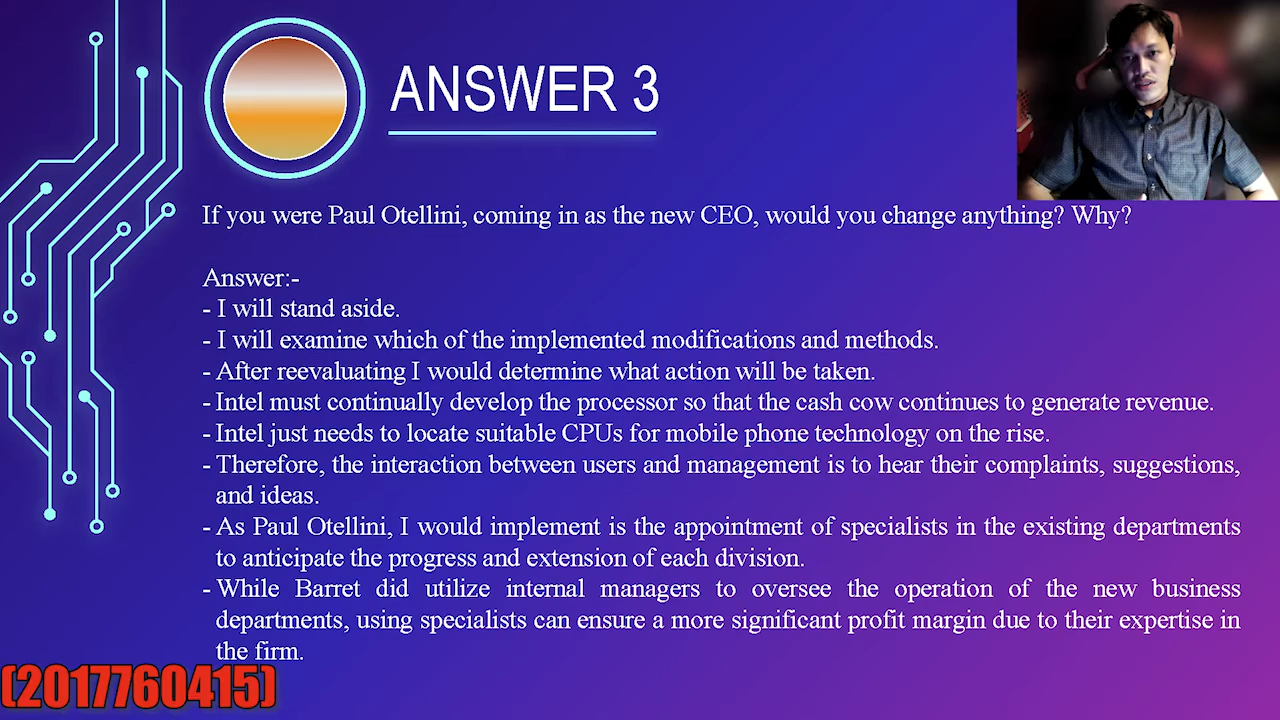 ANSWER 3
If you were Paul Otellini, coming in as the new CEO, would you change anything? Why?
Answer:-
- I will stand aside.
- I will examine which of the implemented modifications and methods.
- After reevaluating I would determine what action will be taken.
- Intel must continually develop the processor so that the cash cow continues to generate revenue.
- Intel just needs to locate suitable CPUs for mobile phone technology on the rise.
- Therefore, the interaction between users and management is to hear their complaints, suggestions,
and ideas.
- As Paul Otellini, I would implement is the appointment of specialists in the existing departments
to anticipate the progress and extension of each division.
- While Barret did utilize internal managers to oversee the operation of the new business
departments, using specialists can ensure a more significant profit margin due to their expertise in
the firm.
(2017760415)